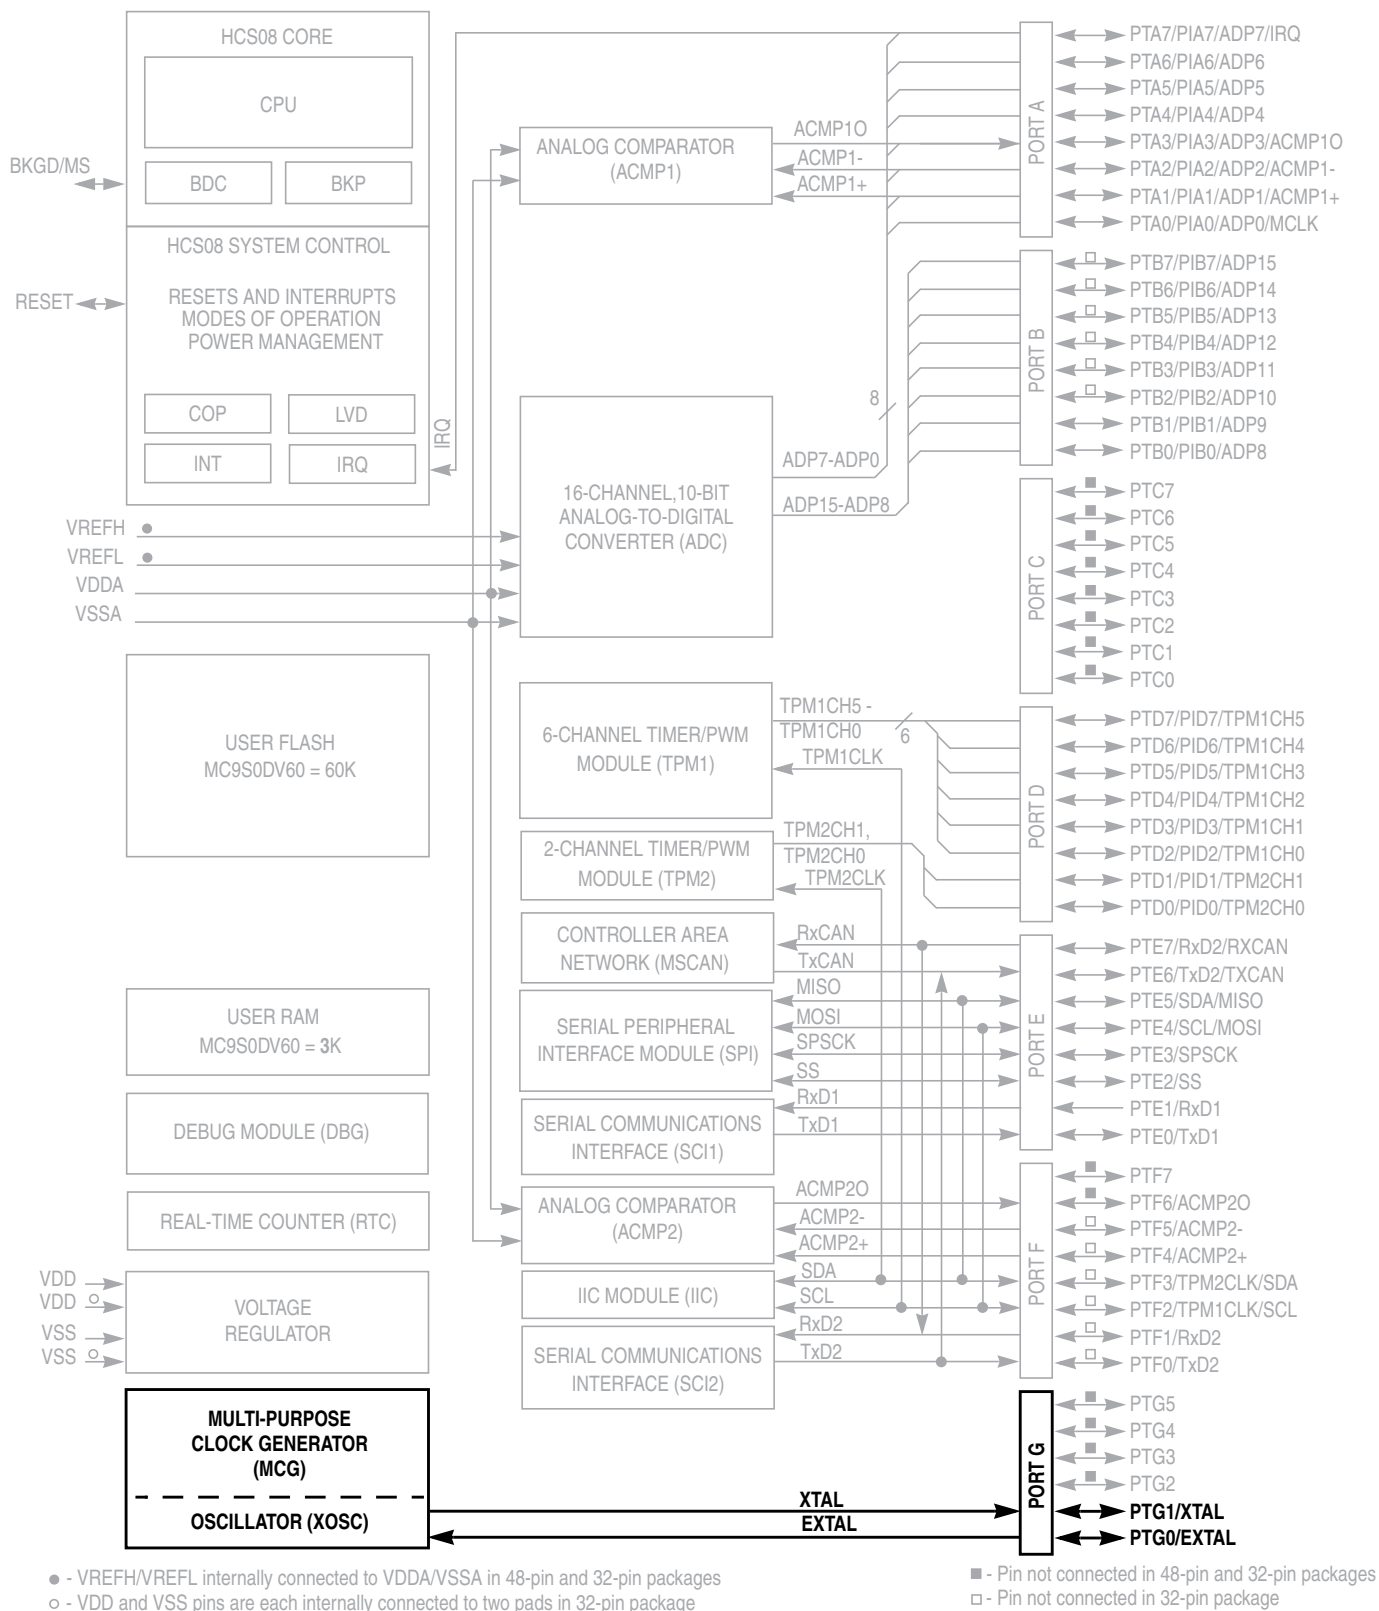 HCS08 CORE
CPU
BDC
BKP
BKGD/MS
HCS08 SYSTEM CONTROL
RESETS AND INTERRUPTS
MODES OF OPERATION
POWER MANAGEMENT
RESET
COP
LVD
INT
IRQ
IRQ
VREFH
VREFL
VDDA
VSSA
USER FLASH
MC9S0DV60 = 60K
USER RAM
MC9S0DV60 = 3K
DEBUG MODULE (DBG)
REAL-TIME COUNTER (RTC)
VDD
VDD
VSS
VSS
VOLTAGE
REGULATOR
MULTI-PURPOSE
CLOCK GENERATOR
(MCG)
OSCILLATOR (XOSC)
ANALOG COMPARATOR
(ACMP1)
ACMP1O
ACMP1-
ACMP1+
16-CHANNEL,10-BIT
ANALOG-TO-DIGITAL
CONVERTER (ADC)
8
ADP7-ADP0
ADP15-ADP8
6-CHANNEL TIMER/PWM
MODULE (TPM1)
TPM1CH5 -
TPM1CH0
6
TPM1CLK
2-CHANNEL TIMER/PWM
MODULE (TPM2)
TPM2CH1,
TPM2CH0
TPM2CLK
CONTROLLER AREA
NETWORK (MSCAN)
RxCAN
TxCAN
SERIAL PERIPHERAL
INTERFACE MODULE (SPI)
MISO
MOSI
SPSCK
SS
SERIAL COMMUNICATIONS
INTERFACE (SCI1)
RxD1
TxD1
ANALOG COMPARATOR
(ACMP2)
ACMP2O
ACMP2-
ACMP2+
IIC MODULE (IIC)
SDA
SCL
SERIAL COMMUNICATIONS
INTERFACE (SCI2)
RxD2
TxD2
XTAL
EXTAL
PORT A
PTA7/PIA7/ADP7/IRQ
PTA6/PIA6/ADP6
PTA5/PIA5/ADP5
PTA4/PIA4/ADP4
PTA3/PIA3/ADP3/ACMP1O
PTA2/PIA2/ADP2/ACMP1-
PTA1/PIA1/ADP1/ACMP1+
PTA0/PIA0/ADP0/MCLK
PORT B
PTB7/PIB7/ADP15
PTB6/PIB6/ADP14
PTB5/PIB5/ADP13
PTB4/PIB4/ADP12
PTB3/PIB3/ADP11
PTB2/PIB2/ADP10
PTB1/PIB1/ADP9
PTB0/PIB0/ADP8
PORT C
PTC7
PTC6
PTC5
PTC4
PTC3
PTC2
PTC1
PTC0
PORT D
PTD7/PID7/TPM1CH5
PTD6/PID6/TPM1CH4
PTD5/PID5/TPM1CH3
PTD4/PID4/TPM1CH2
PTD3/PID3/TPM1CH1
PTD2/PID2/TPM1CH0
PTD1/PID1/TPM2CH1
PTD0/PID0/TPM2CH0
PORT E
PTE7/RxD2/RXCAN
PTE6/TxD2/TXCAN
PTE5/SDA/MISO
PTE4/SCL/MOSI
PTE3/SPSCK
PTE2/SS
PTE1/RxD1
PTE0/TxD1
PORT F
PTF7
PTF6/ACMP2O
PTF5/ACMP2-
PTF4/ACMP2+
PTF3/TPM2CLK/SDA
PTF2/TPM1CLK/SCL
PTF1/RxD2
PTF0/TxD2
PORT G
PTG5
PTG4
PTG3
PTG2
PTG1/XTAL
PTG0/EXTAL
● - VREFH/VREFL internally connected to VDDA/VSSA in 48-pin and 32-pin packages
○ - VDD and VSS pins are each internally connected to two pads in 32-pin package
■ - Pin not connected in 48-pin and 32-pin packages
□ - Pin not connected in 32-pin package